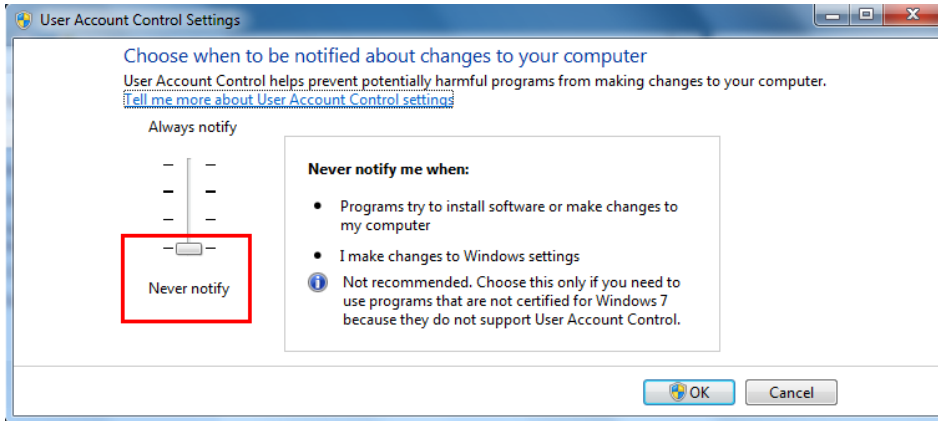 User Account Control Settings
Choose when to be notified about changes to your computer
User Account Control helps prevent potentially harmful programs from making changes to your computer.
Tell me more about User Account Control settings
Always notify
Never notify me when:
Programs try to install software or make changes to
my computer
I make changes to Windows settings
Never notify
Not recommended. Choose this only if you need to
use programs that are not certified for Windows 7
because they do not support User Account Control.
OK
Cancel